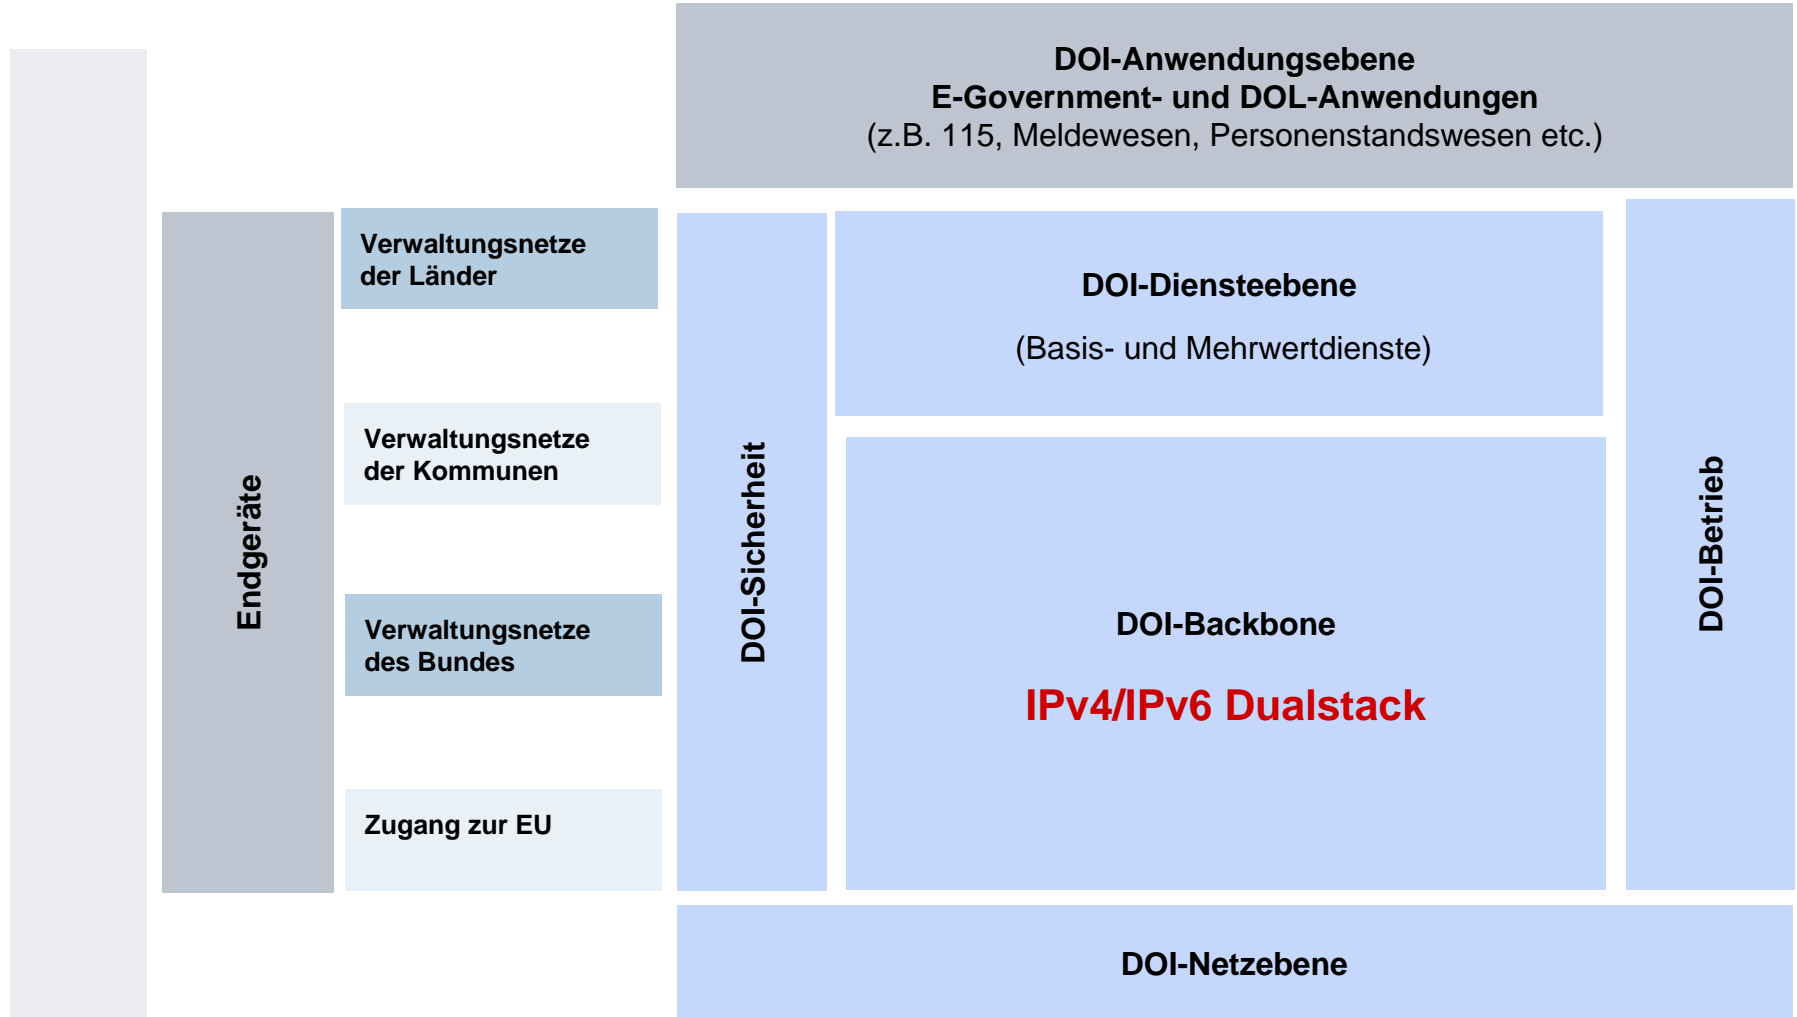 DOI-Anwendungsebene
E-Government- und DOL-Anwendungen
(z.B. 115, Meldewesen, Personenstandswesen etc.)
Endgeräte
Verwaltungsnetze
der Länder
Verwaltungsnetze
der Kommunen
Verwaltungsnetze
des Bundes
Zugang zur EU
DOI-Sicherheit
DOI-Diensteebene
(Basis- und Mehrwertdienste)
DOI-Backbone
IPv4/IPv6 Dualstack
DOI-Betrieb
DOI-Netzebene